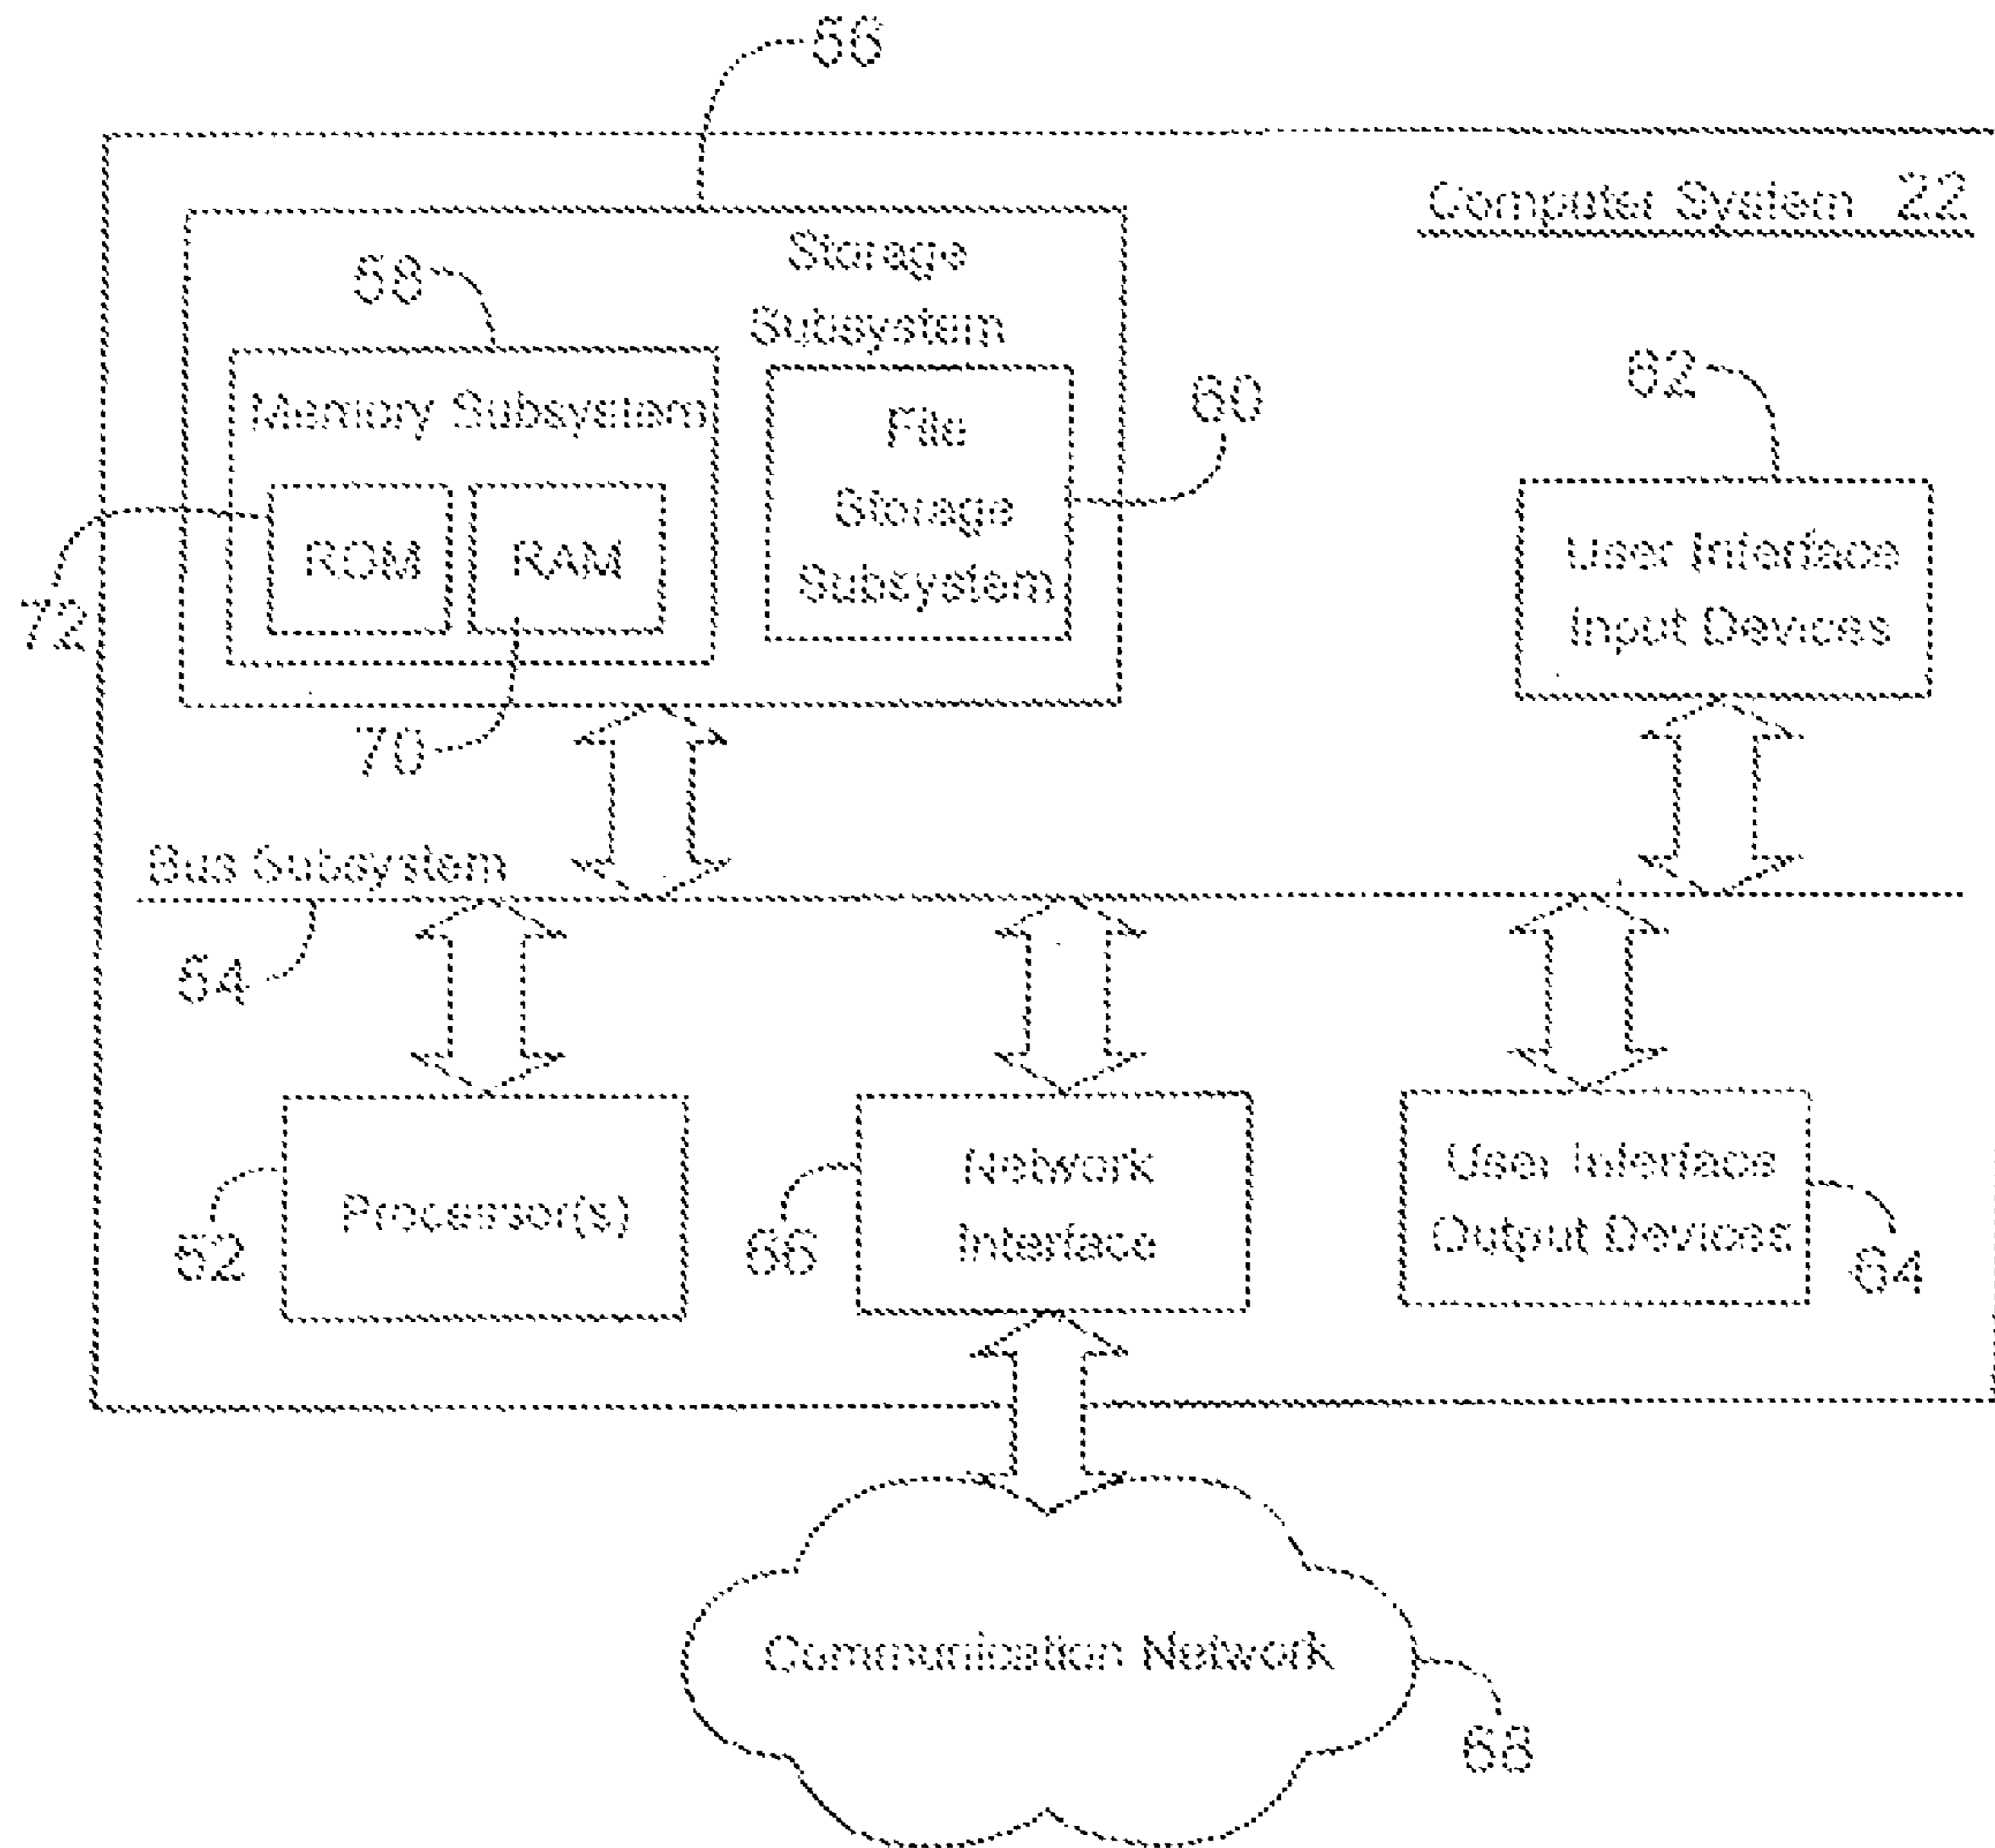 56
Computer System 22
Storage
Subsystem
58
Memory Subsystem
60
File
Storage
Subsystem
62
User Interface
Input Devices
ROM
RAM
72
70
Bus Subsystem
54
Processor(s)
52
Network
Interface
66
User Interface
Output Devices
64
Communication Network
68